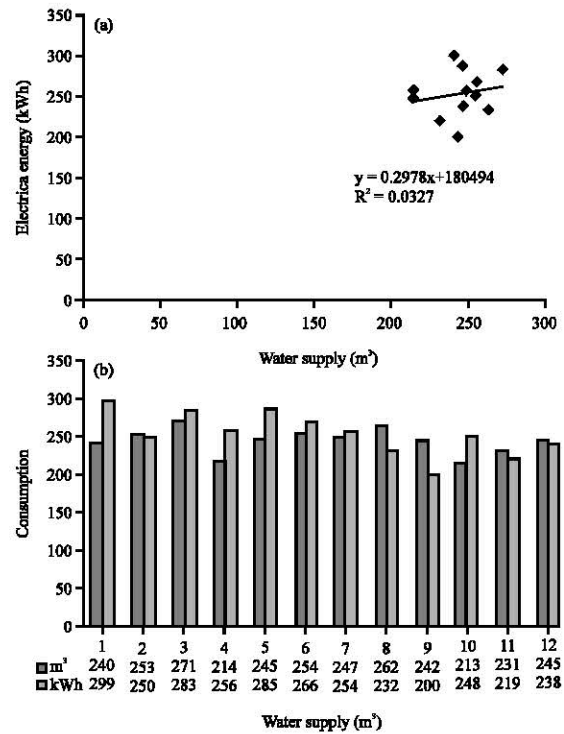 (a)
350
300
250
200
150
100
50
0
Electrica energy (kWh)
y = 0.2978x+180494
R² = 0.0327
0 50 100 150 200 250 300
Water supply (m³)
(b)
350
300
250
200
150
100
50
0
Consumption
1 2 3 4 5 6 7 8 9 10 11 12
m³ 240 253 271 214 245 254 247 262 242 213 231 245
kWh 299 250 283 256 285 266 254 232 200 248 219 238
Water supply (m³)